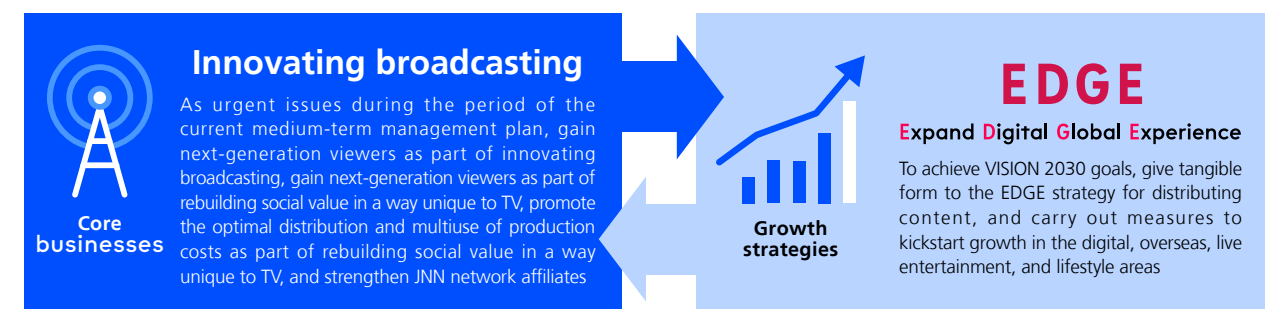 Core
businesses
Innovating broadcasting
As urgent issues during the period of the
current medium-term management plan, gain
next-generation viewers as part of innovating
broadcasting, gain next-generation viewers as part of
rebuilding social value in a way unique to TV, promote
the optimal distribution and multiuse of production
costs as part of rebuilding social value in a way
unique to TV, and strengthen JNN network affiliates
Growth
strategies
EDGE
Expand Digital Global Experience
To achieve VISION 2030 goals, give tangible
form to the EDGE strategy for distributing
content, and carry out measures to
kickstart growth in the digital, overseas, live
entertainment, and lifestyle areas